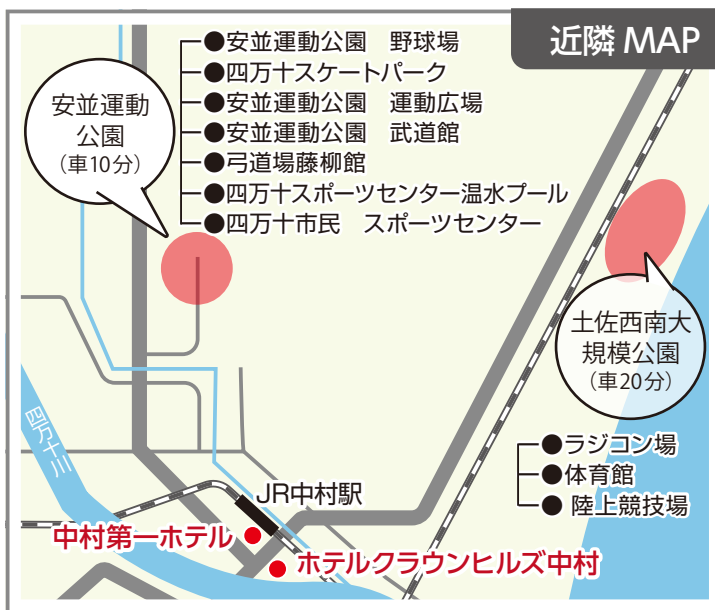 近隣 MAP
●安並運動公園　野球場
●四万十スケートパーク
●安並運動公園　運動広場
●安並運動公園　武道館
●弓道場藤柳館
●四万十スポーツセンター温水プール
●四万十市民　スポーツセンター
安並運動
公園
（車10分）
土佐西南大
規模公園
（車20分）
●ラジコン場
●体育館
●陸上競技場
四万十川
JR中村駅
中村第一ホテル
ホテルクラウンヒルズ中村